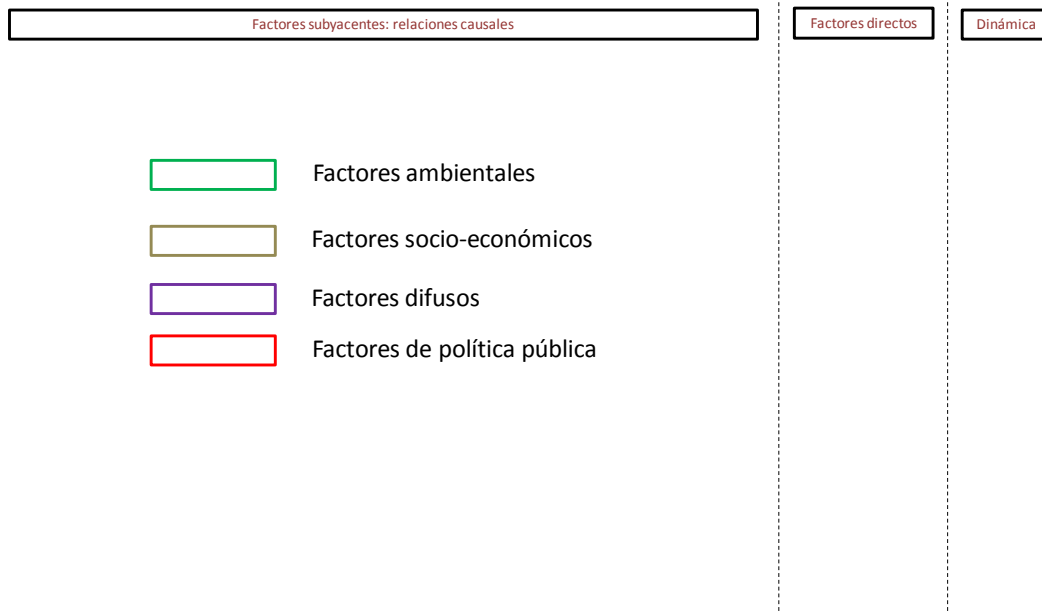 Factores subyacentes: relaciones causales
Factores directos
Dinámica
Factores ambientales
Factores socio-económicos
Factores difusos
Factores de política pública